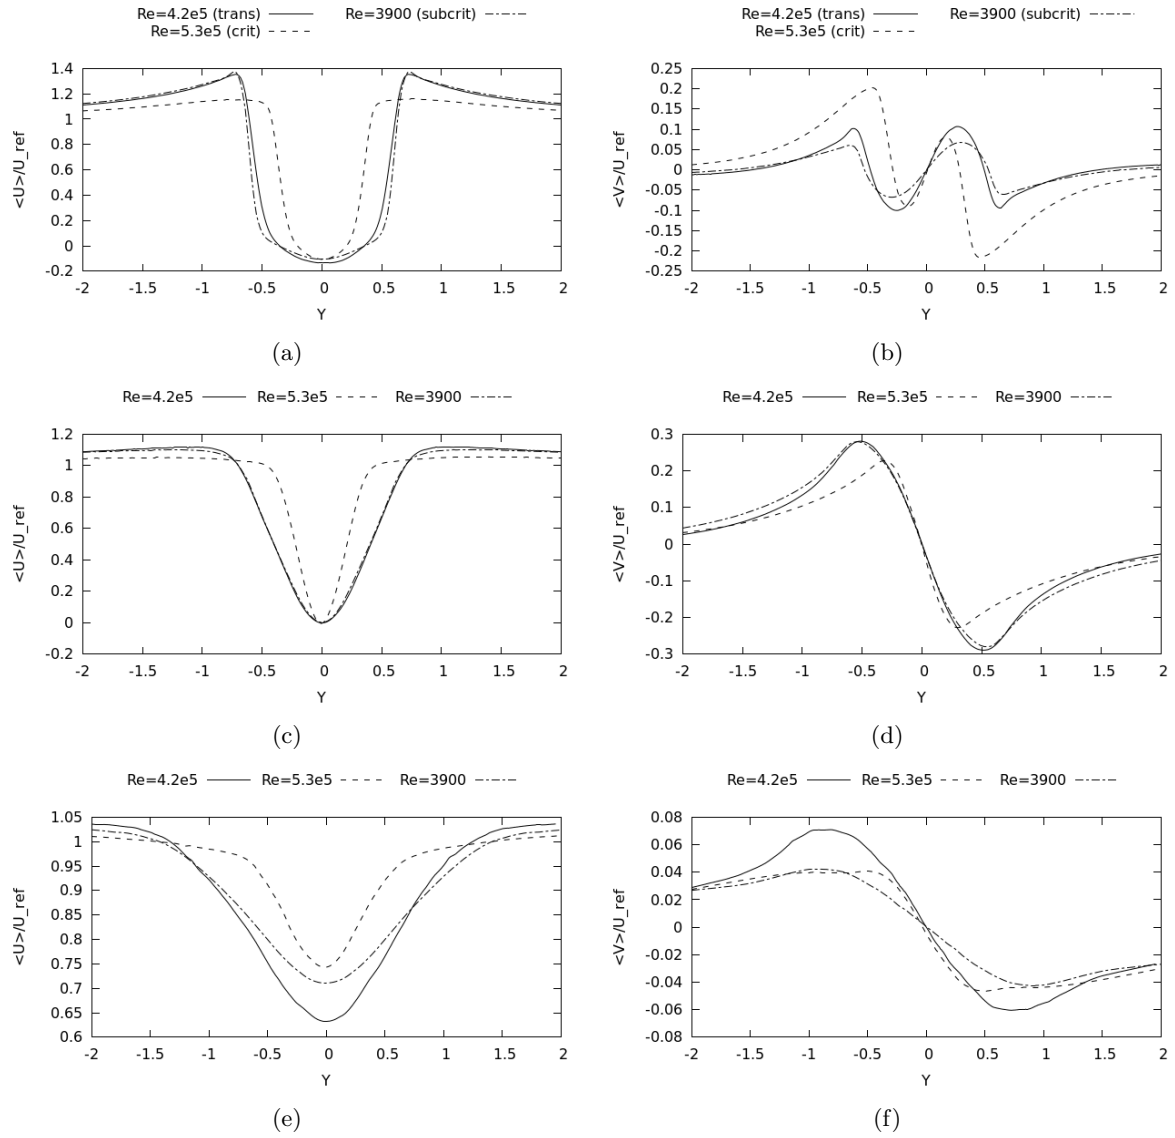 Re=4.2e5 (trans) Re=3900 (subcrit)
Re=5.3e5 (crit)
1.4
1.2
1
0.8
0.6
0.4
0.2
0
-0.2
<U>/U_ref
-2 -1.5 -1 -0.5 0 0.5 1 1.5 2
Y
(a)
Re=4.2e5 (trans) Re=3900 (subcrit)
Re=5.3e5 (crit)
0.25
0.20
0.15
0.10
0.05
0
-0.05
-0.1
-0.15
-0.20
-0.25
<V>/U_ref
-2 -1.5 -1 -0.5 0 0.5 1 1.5 2
Y
(b)
Re=4.2e5 Re=5.3e5 Re=3900
1.2
1
0.8
0.6
0.4
0.2
0
-0.2
<U>/U_ref
-2 -1.5 -1 -0.5 0 0.5 1 1.5 2
Y
(c)
Re=4.2e5 Re=5.3e5 Re=3900
0.3
0.2
0.1
0
-0.1
-0.2
-0.3
<V>/U_ref
-2 -1.5 -1 -0.5 0 0.5 1 1.5 2
Y
(d)
Re=4.2e5 Re=5.3e5 Re=3900
1.05
1
0.95
0.9
0.85
0.8
0.75
0.7
0.65
0.6
<U>/U_ref
-2 -1.5 -1 -0.5 0 0.5 1 1.5 2
Y
(e)
Re=4.2e5 Re=5.3e5 Re=3900
0.08
0.06
0.04
0.02
0
-0.02
-0.04
-0.06
-0.08
<V>/U_ref
-2 -1.5 -1 -0.5 0 0.5 1 1.5 2
Y
(f)